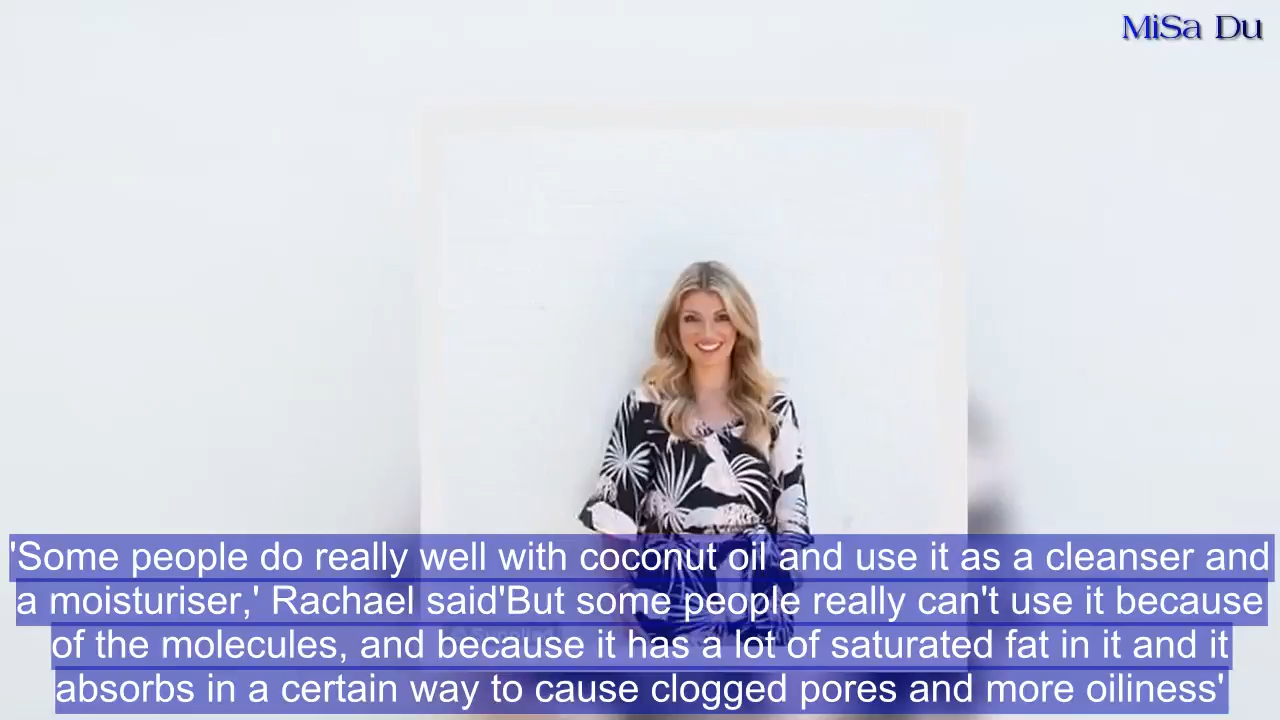 MiSa Du
'Some people do really well with coconut oil and use it as a cleanser and
a moisturiser,' Rachael said'But some people really can't use it because
of the molecules, and because it has a lot of saturated fat in it and it
absorbs in a certain way to cause clogged pores and more oiliness'